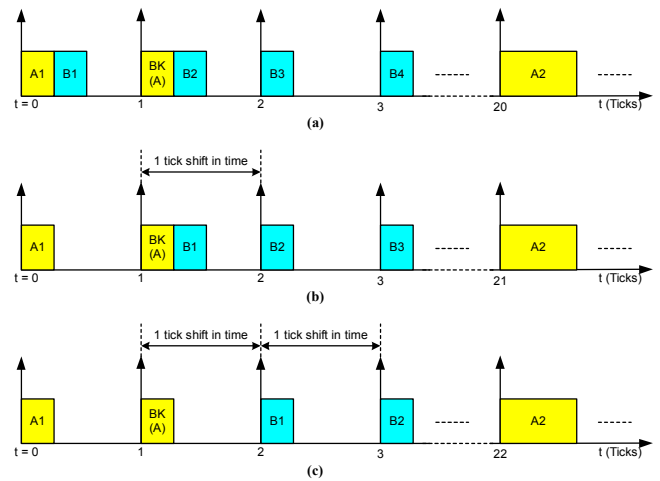 A1 B1 BK (A) B2 B3 B4 A2
t = 0 1 2 3 20 t (Ticks)
(a)
1 tick shift in time
A1 BK (A) B1 B2 B3 A2
t = 0 1 2 3 21 t (Ticks)
(b)
1 tick shift in time 1 tick shift in time
A1 BK (A) B1 B2 A2
t = 0 1 2 3 22 t (Ticks)
(c)